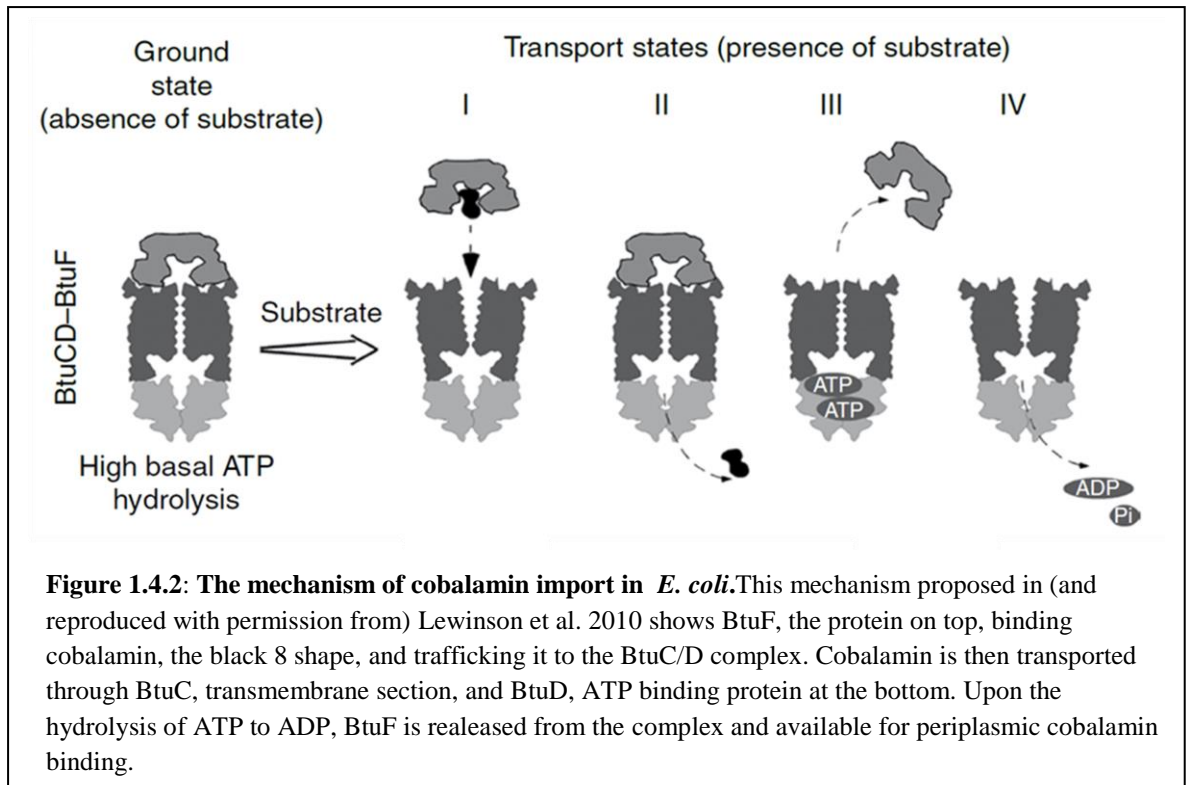 Ground
state
(absence of substrate)
Transport states (presence of substrate)
I II III IV
BtuCD–BtuF
Substrate
ATP
ATP
High basal ATP
hydrolysis
ADP
Pi
Figure 1.4.2: The mechanism of cobalamin import in E. coli.This mechanism proposed in (and
reproduced with permission from) Lewinson et al. 2010 shows BtuF, the protein on top, binding
cobalamin, the black 8 shape, and trafficking it to the BtuC/D complex. Cobalamin is then transported
through BtuC, transmembrane section, and BtuD, ATP binding protein at the bottom. Upon the
hydrolysis of ATP to ADP, BtuF is realeased from the complex and available for periplasmic cobalamin
binding.